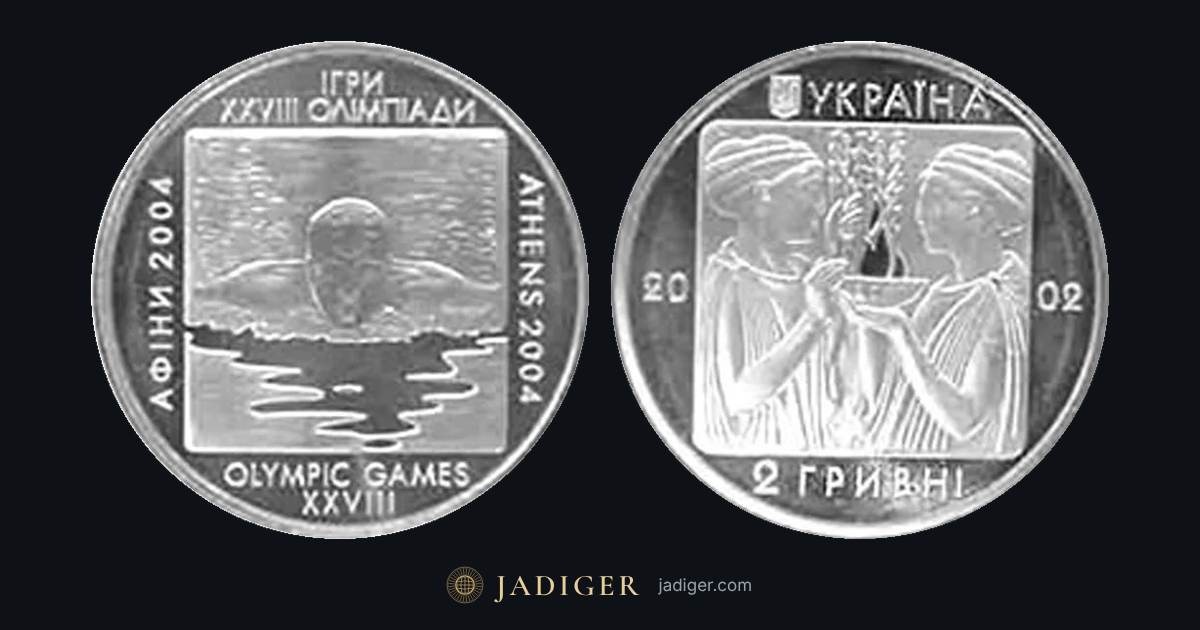 ІГРИ
XXVIII ОЛІМПІАДИ
АФІНИ 2004
ATHENS 2004
OLYMPIC GAMES
XXVIII
УКРАЇНА
20
02
2 ГРИВНІ
JADIGER
jadiger.com